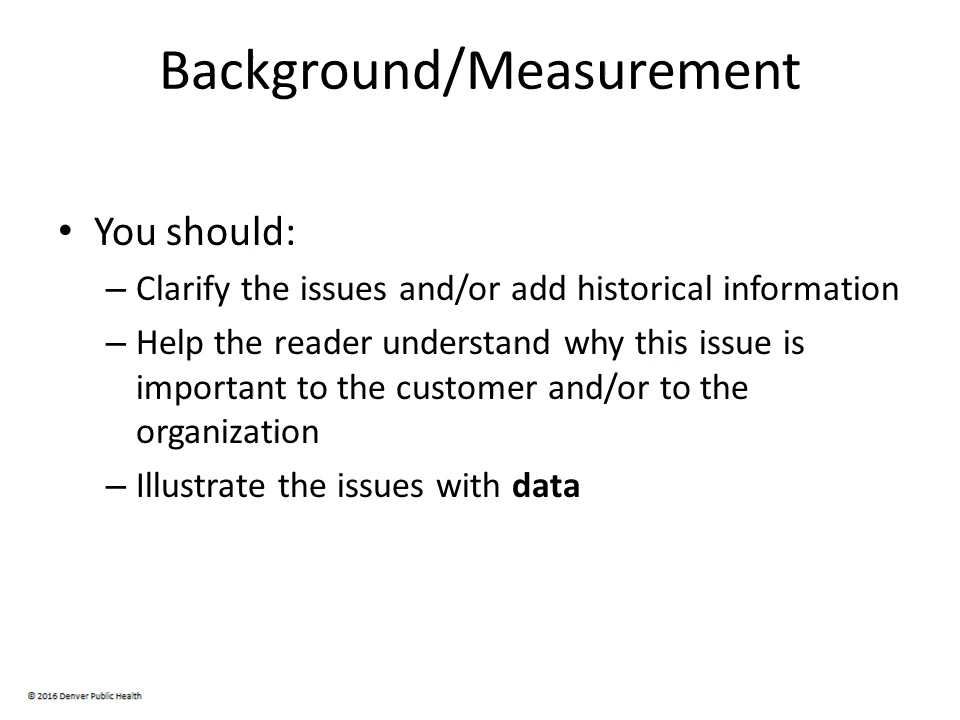 Background/Measurement
• You should:
– Clarify the issues and/or add historical information
– Help the reader understand why this issue is
important to the customer and/or to the
organization
– Illustrate the issues with data
© 2016 Denver Public Health